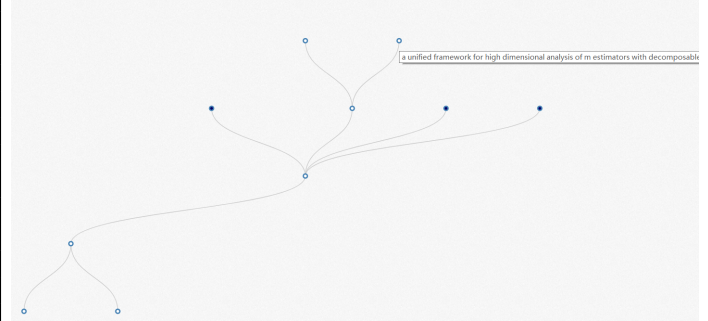 a unified framework for high dimensional analysis of m estimators with decomposable